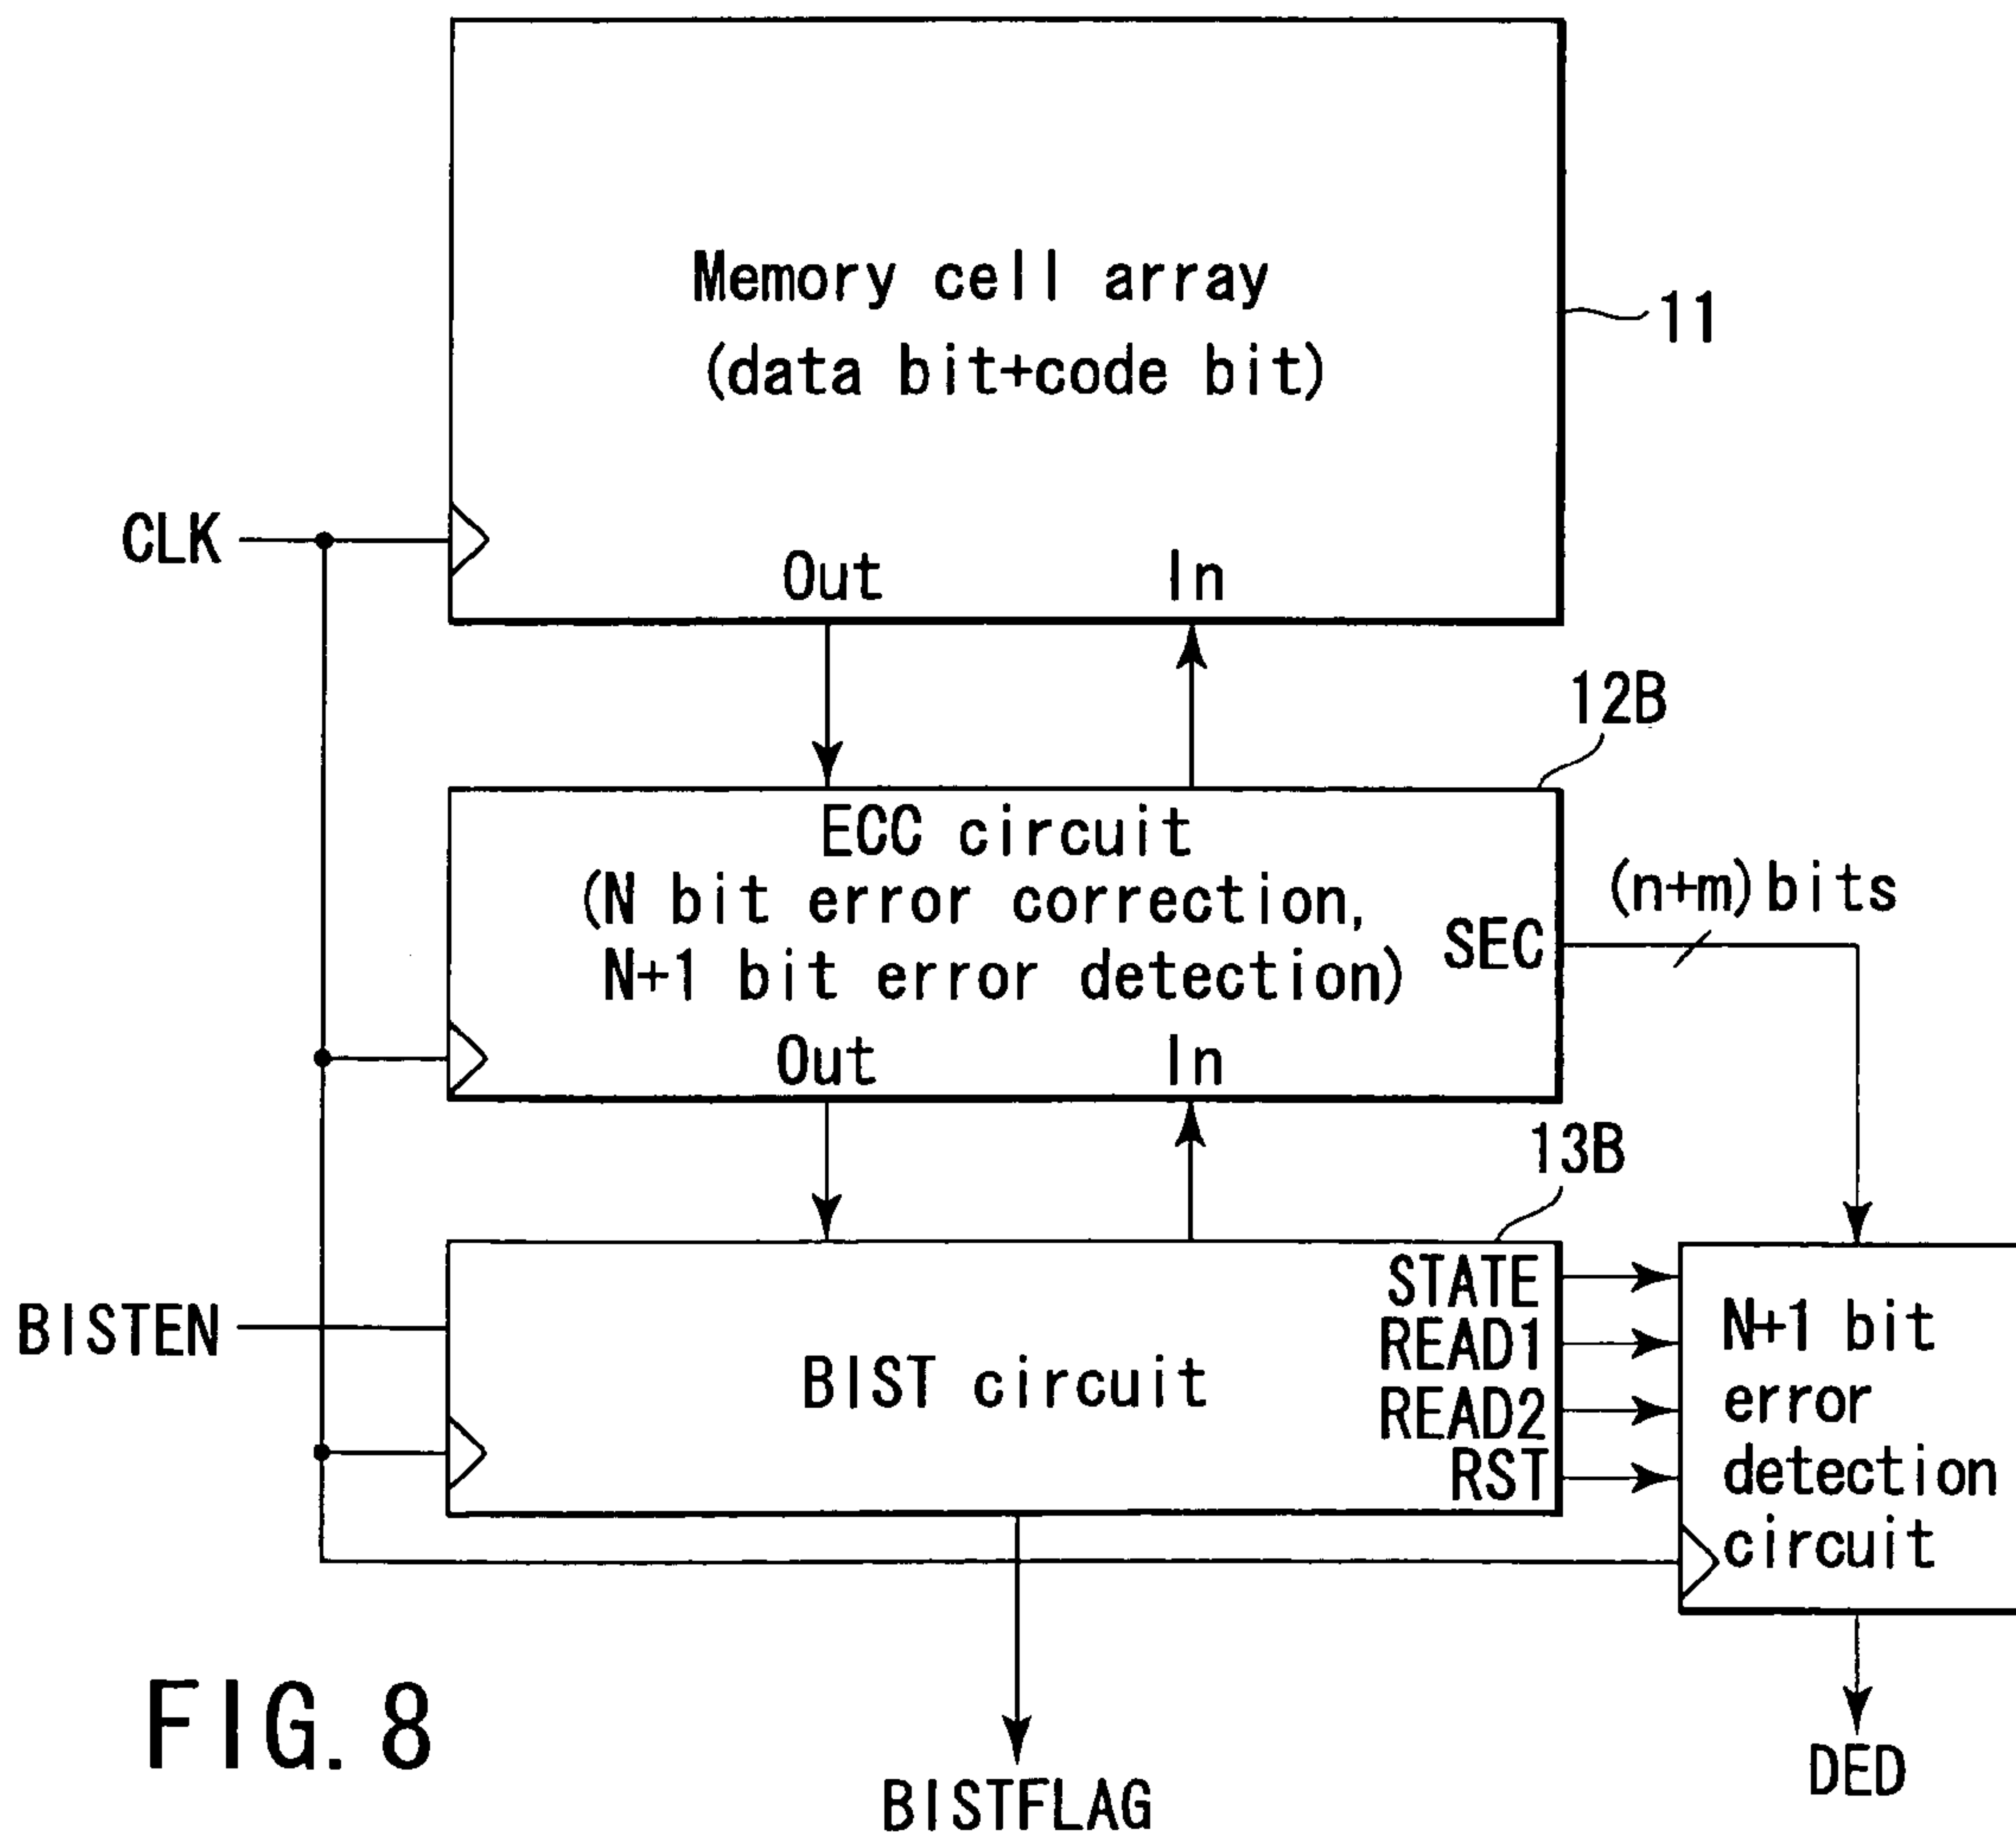 Memory cell array
(data bit+code bit)
11
CLK
Out In
12B
ECC circuit
(N bit error correction,
N+1 bit error detection)
SEC
(n+m)bits
Out In
13B
BISTEN
BIST circuit
STATE
READ1
READ2
RST
N+1 bit
error
detection
circuit
FIG. 8
BISTFLAG
DED